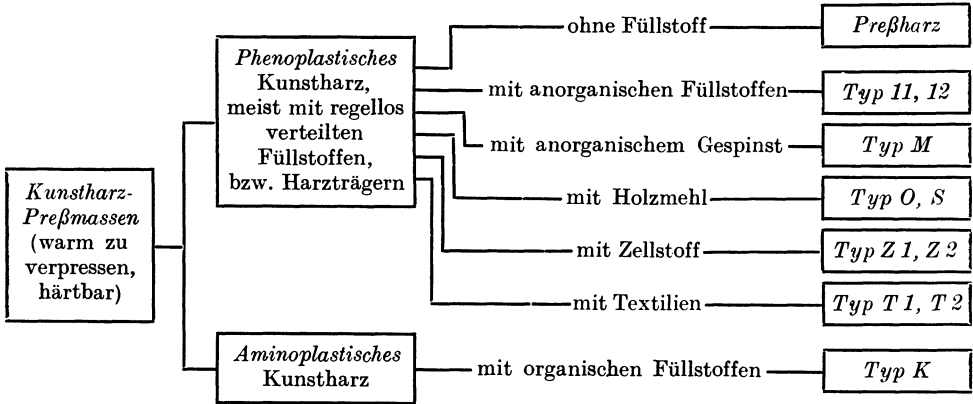 Kunstharz-
Preßmassen
(warm zu
verpressen,
härtbar)
Phenoplastisches
Kunstharz,
meist mit regellos
verteilten
Füllstoffen,
bzw. Harzträgern
ohne Füllstoff
Preßharz
mit anorganischen Füllstoffen
Typ 11, 12
mit anorganischem Gespinst
Typ M
mit Holzmehl
Typ O, S
mit Zellstoff
Typ Z 1, Z 2
mit Textilien
Typ T 1, T 2
Aminoplastisches
Kunstharz
mit organischen Füllstoffen
Typ K